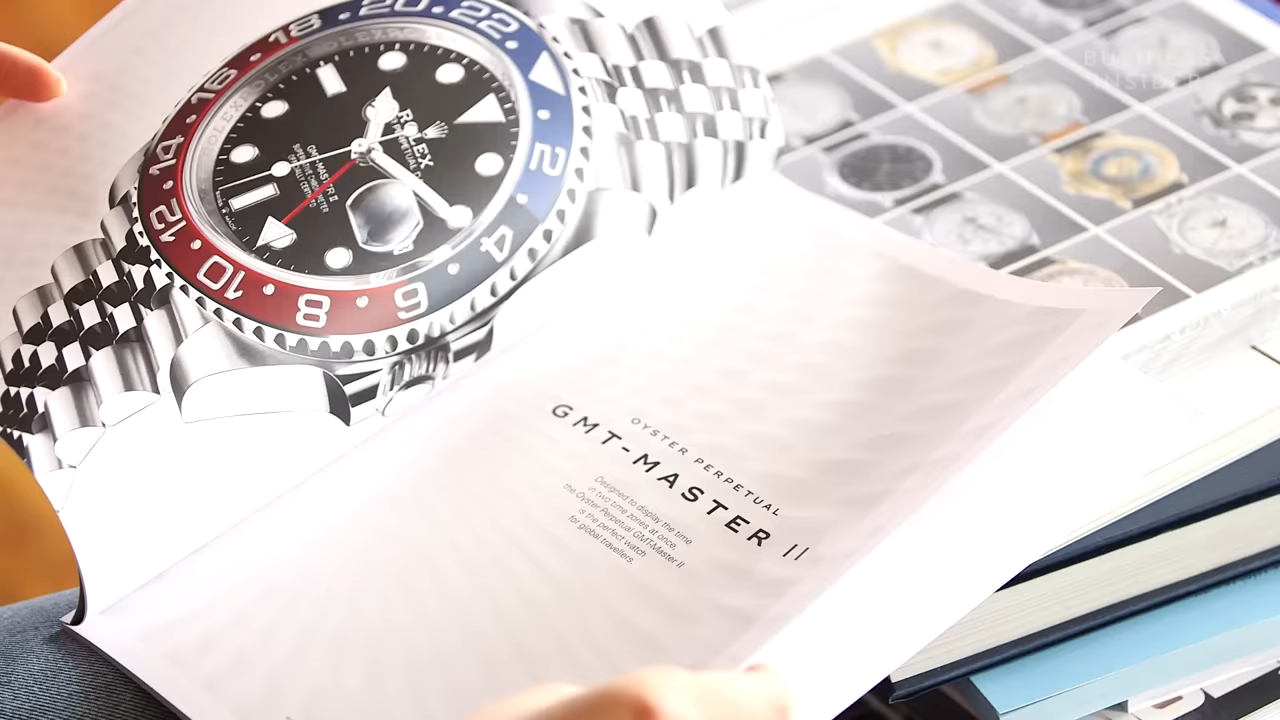 BUSINESS
INSIDER
18 · 20 · 22
16
14
12
10
8
6
4
2
ROLEX
GMT-MASTER II
SUPERLATIVE CHRONOMETER
OFFICIALLY CERTIFIED
OYSTER PERPETUAL
GMT-MASTER II
Designed to display the time
in two time zones at once,
the Oyster Perpetual GMT-Master II
is the perfect watch
for global travellers.